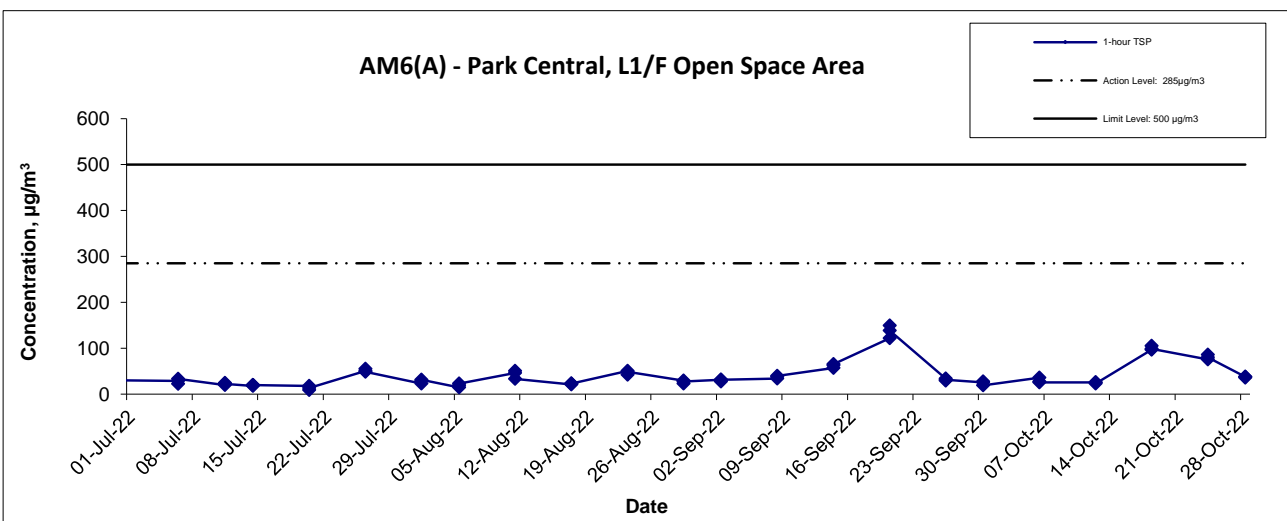 AM6(A) - Park Central, L1/F Open Space Area
1-hour TSP
Action Level: 285µg/m3
Limit Level: 500 µg/m3
Concentration, µg/m³
600
500
400
300
200
100
0
01-Jul-22
08-Jul-22
15-Jul-22
22-Jul-22
29-Jul-22
05-Aug-22
12-Aug-22
19-Aug-22
26-Aug-22
02-Sep-22
09-Sep-22
16-Sep-22
23-Sep-22
30-Sep-22
07-Oct-22
14-Oct-22
21-Oct-22
28-Oct-22
Date